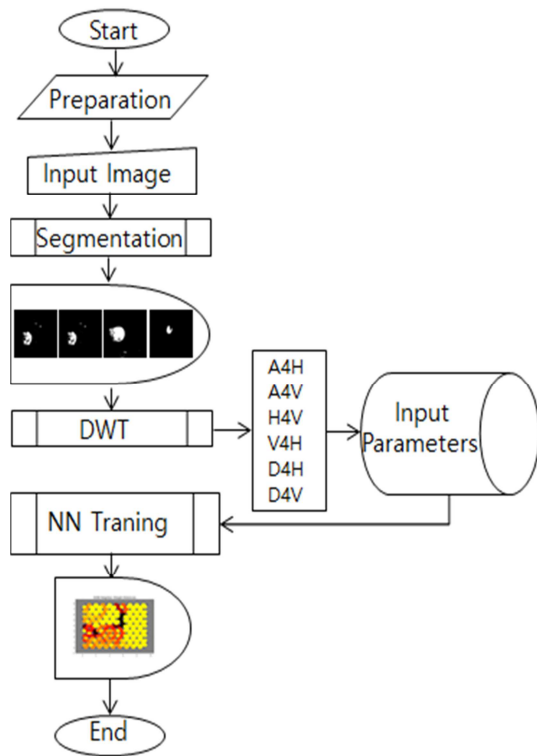 Start
Preparation
Input Image
Segmentation
DWT
A4H
A4V
H4V
V4H
D4H
D4V
Input
Parameters
NN Traning
End